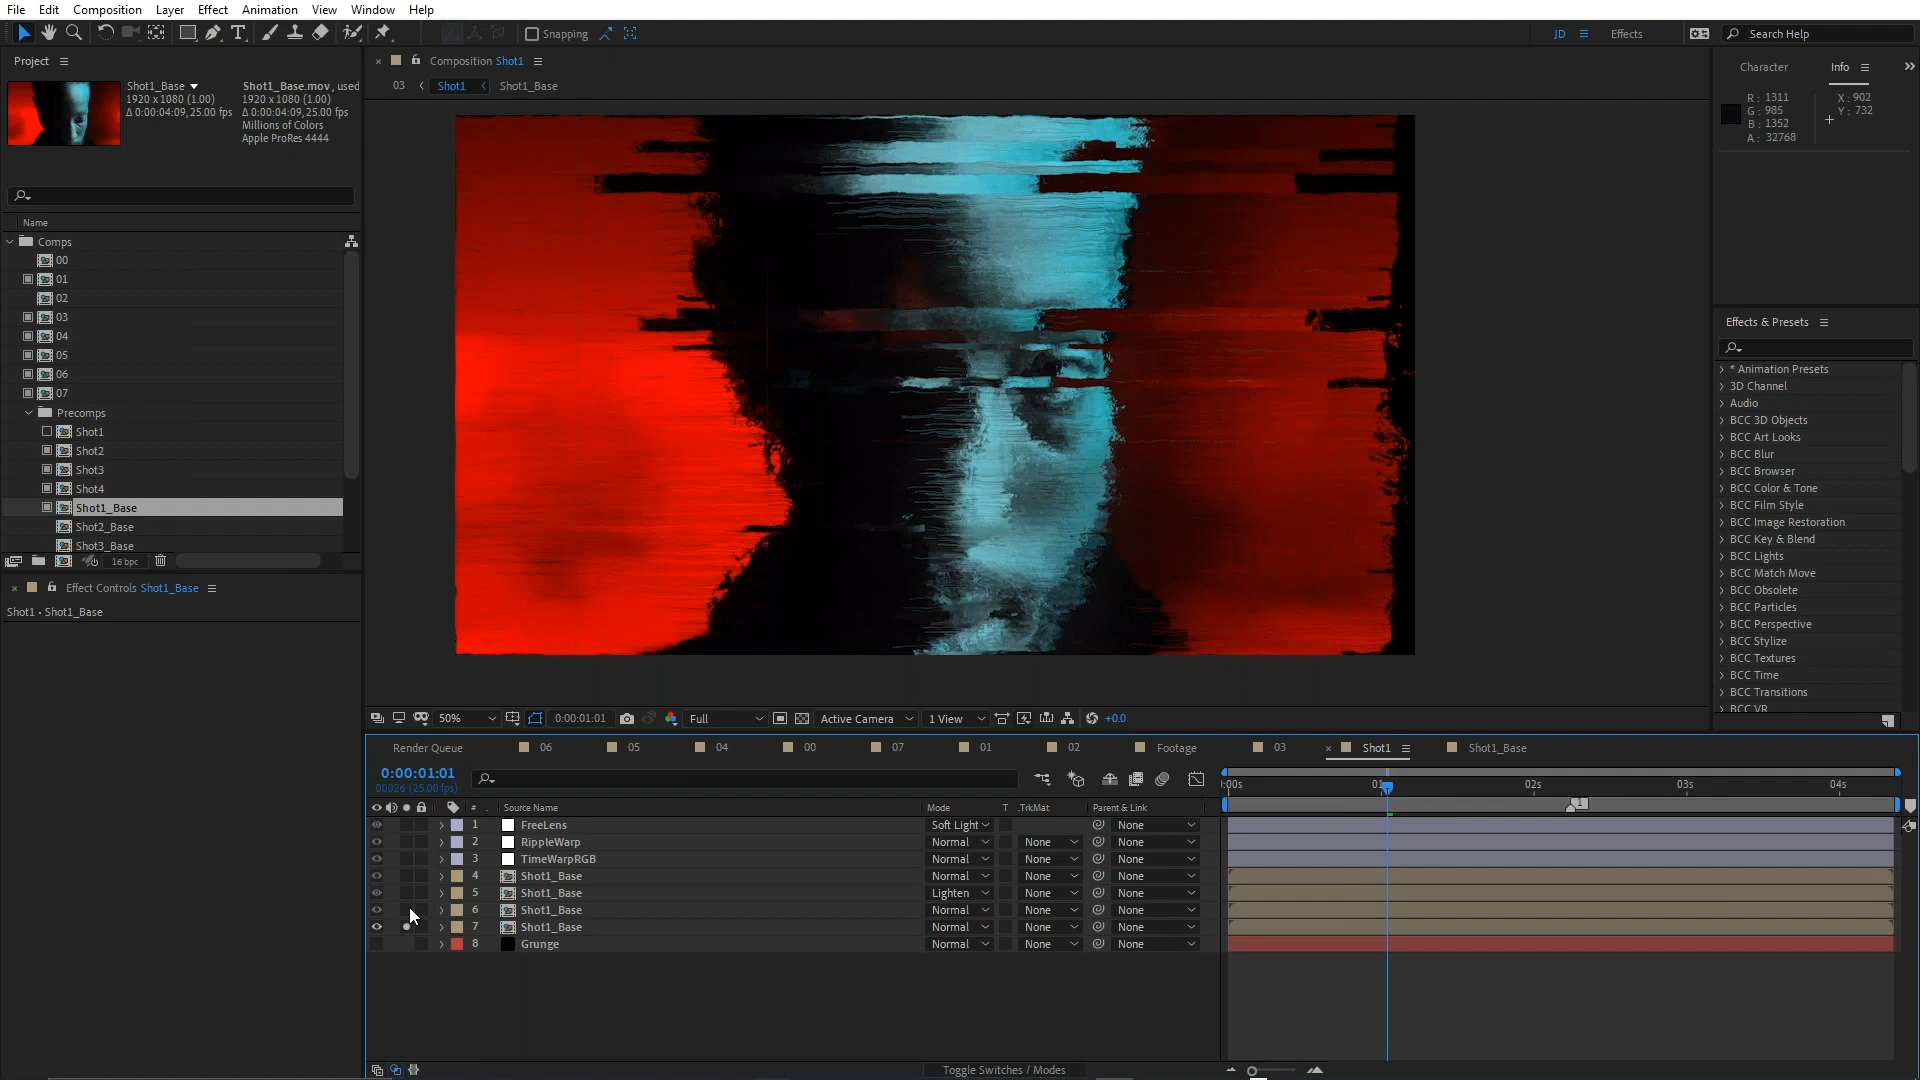 File Edit Composition Layer Effect Animation View Window Help
Snapping
JD
Effects
Search Help
Project
Shot1_Base
1920 x 1080 (1.00)
Δ 0:00:04:09, 25.00 fps
Shot1_Base.mov, used
1920 x 1080 (1.00)
Δ 0:00:04:09, 25.00 fps
Millions of Colors
Apple ProRes 4444
Name
Comps
00
01
02
03
04
05
06
07
Precomps
Shot1
Shot2
Shot3
Shot4
Shot1_Base
Shot2_Base
Shot3_Base
16 bpc
Effect Controls Shot1_Base
Shot1 • Shot1_Base
Composition Shot1
03 Shot1 Shot1_Base
50%
0:00:01:01
Full
Active Camera
1 View
+0.0
Character
Info
R: 1311
G: 985
B: 1352
A: 32768
X: 902
Y: 732
Effects & Presets
* Animation Presets
3D Channel
Audio
BCC 3D Objects
BCC Art Looks
BCC Blur
BCC Browser
BCC Color & Tone
BCC Film Style
BCC Image Restoration
BCC Key & Blend
BCC Lights
BCC Match Move
BCC Obsolete
BCC Particles
BCC Perspective
BCC Stylize
BCC Textures
BCC Time
BCC Transitions
BCC VR
Render Queue 06 05 04 00 07 01 02 Footage 03 Shot1 Shot1_Base
0:00:01:01
00026 (25.00 fps)
:00s 01 02s 03s 04s
1
# Source Name Mode T .TrkMat Parent & Link
1 FreeLens Soft Light None
2 RippleWarp Normal None None
3 TimeWarpRGB Normal None None
4 Shot1_Base Normal None None
5 Shot1_Base Lighten None None
6 Shot1_Base Normal None None
7 Shot1_Base Normal None None
8 Grunge Normal None None
Toggle Switches / Modes